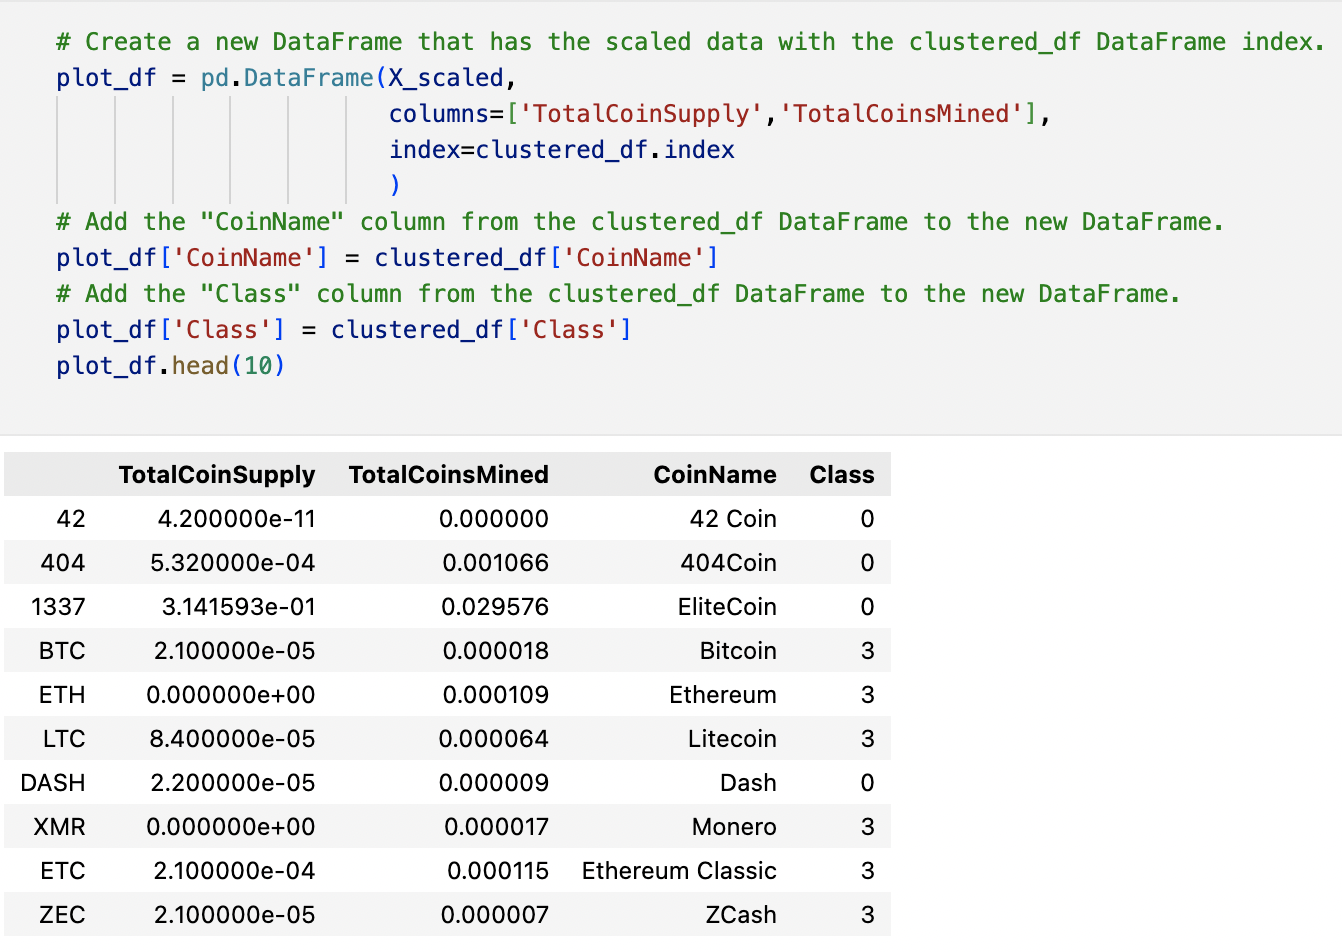 # Create a new DataFrame that has the scaled data with the clustered_df DataFrame index.
plot_df = pd.DataFrame(X_scaled,
columns=['TotalCoinSupply','TotalCoinsMined'],
index=clustered_df.index
)
# Add the "CoinName" column from the clustered_df DataFrame to the new DataFrame.
plot_df['CoinName'] = clustered_df['CoinName']
# Add the "Class" column from the clustered_df DataFrame to the new DataFrame.
plot_df['Class'] = clustered_df['Class']
plot_df.head(10)
TotalCoinSupply TotalCoinsMined CoinName Class
42 4.200000e-11 0.000000 42 Coin 0
404 5.320000e-04 0.001066 404Coin 0
1337 3.141593e-01 0.029576 EliteCoin 0
BTC 2.100000e-05 0.000018 Bitcoin 3
ETH 0.000000e+00 0.000109 Ethereum 3
LTC 8.400000e-05 0.000064 Litecoin 3
DASH 2.200000e-05 0.000009 Dash 0
XMR 0.000000e+00 0.000017 Monero 3
ETC 2.100000e-04 0.000115 Ethereum Classic 3
ZEC 2.100000e-05 0.000007 ZCash 3